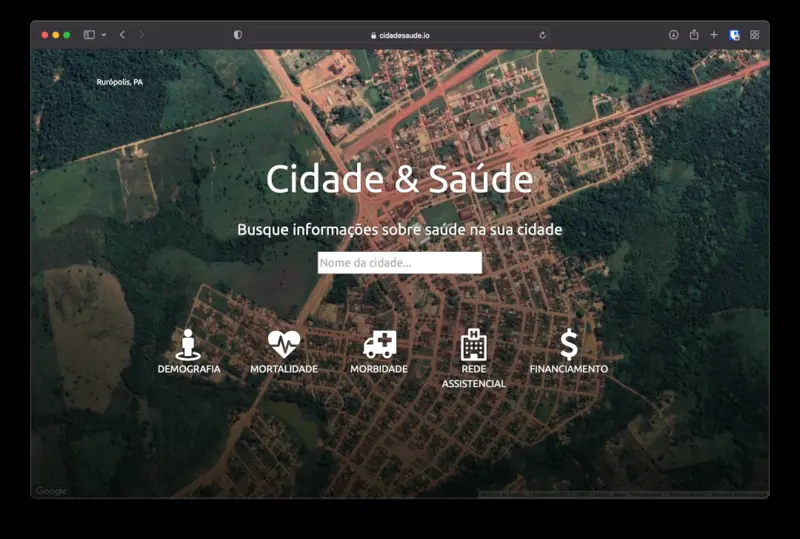 cidadesaude.io
Rurópolis, PA
Cidade & Saúde
Busque informações sobre saúde na sua cidade
Nome da cidade...
DEMOGRAFIA
MORTALIDADE
MORBIDADE
REDE
ASSISTENCIAL
FINANCIAMENTO
Google